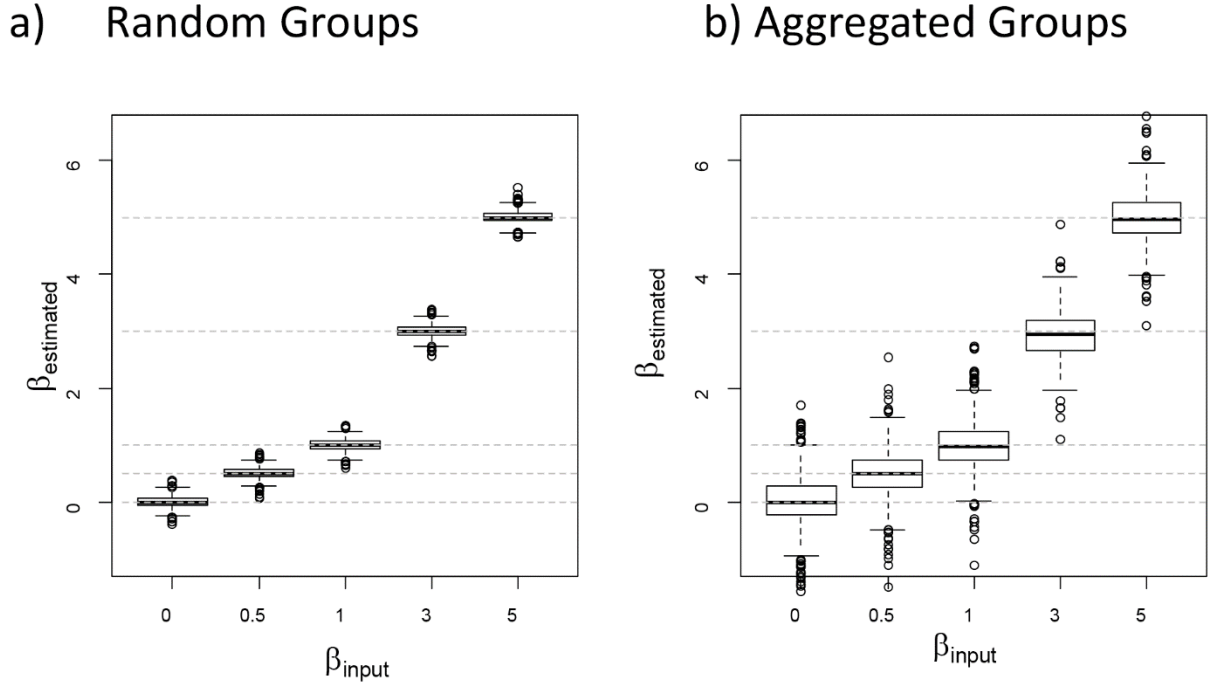 a) Random Groups
b) Aggregated Groups
6
4
2
0
βestimated
0 0.5 1 3 5
βinput
6
4
2
0
βestimated
0 0.5 1 3 5
βinput